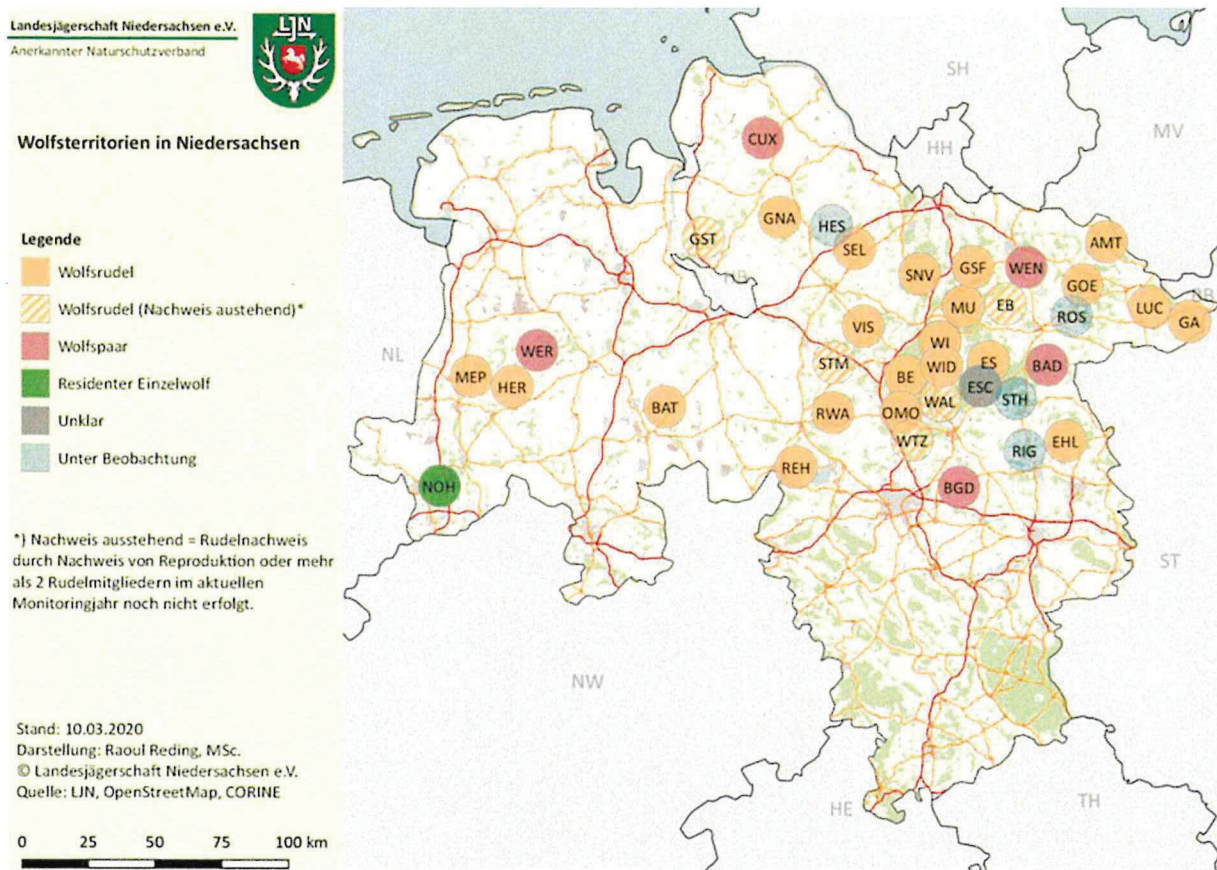 Landesjägerschaft Niedersachsen e.V.
Anerkannter Naturschutzverband
LJN
Wolfsterritorien in Niedersachsen
Legende
Wolfsrudel
Wolfsrudel (Nachweis austehend)*
Wolfspaar
Residenter Einzelwolf
Unklar
Unter Beobachtung
*) Nachweis ausstehend = Rudelnachweis
durch Nachweis von Reproduktion oder mehr
als 2 Rudelmitgliedern im aktuellen
Monitoringjahr noch nicht erfolgt.
Stand: 10.03.2020
Darstellung: Raoul Reding, MSc.
© Landesjägerschaft Niedersachsen e.V.
Quelle: LJN, OpenStreetMap, CORINE
0 25 50 75 100 km
SH
MV
HH
CUX
GNA
HES
GST
SEL
AMT
SNV
GSF
WEN
GOE
BB
HB
MU
EB
ROS
LUC
GA
VIS
WI
NL
WER
STM
WID
ES
BAD
MEP
HER
BE
ESC
STH
BAT
RWA
OMO
WAL
WTZ
RIG
EHL
REH
NOH
BGD
ST
NW
HE
TH